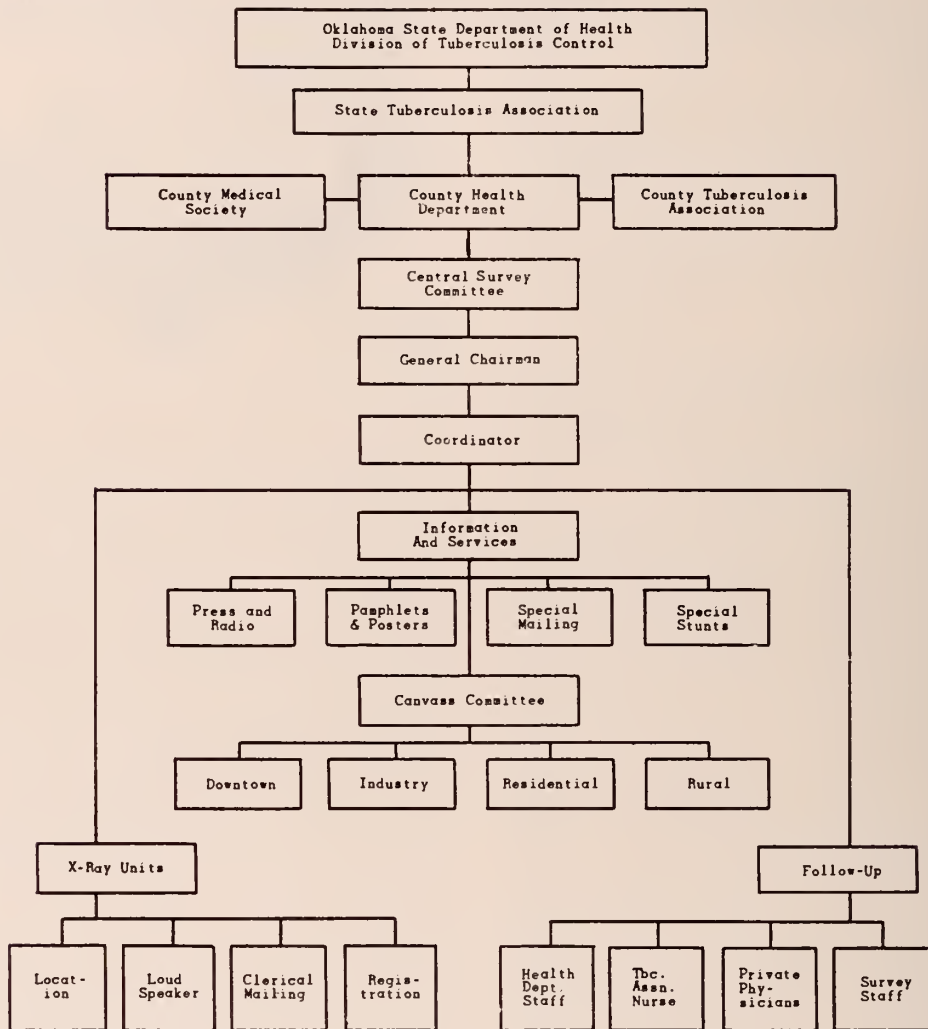 Oklahoma State Department of Health
Division of Tuberculosis Control
State Tuberculosis Association
County Medical
Society
County Health
Department
County Tuberculosis
Association
Central Survey
Committee
General Chairman
Coordinator
Information
And Services
Press and
Radio
Pamphlets
& Posters
Special
Mailing
Special
Stunts
Canvass Committee
Downtown
Industry
Residential
Rural
X-Ray Units
Follow-Up
Locat-
ion
Loud
Speaker
Clerical
Mailing
Regis-
tration
Health
Dept.
Staff
Tbc.
Assn.
Nurse
Private
Phy-
sicians
Survey
Staff